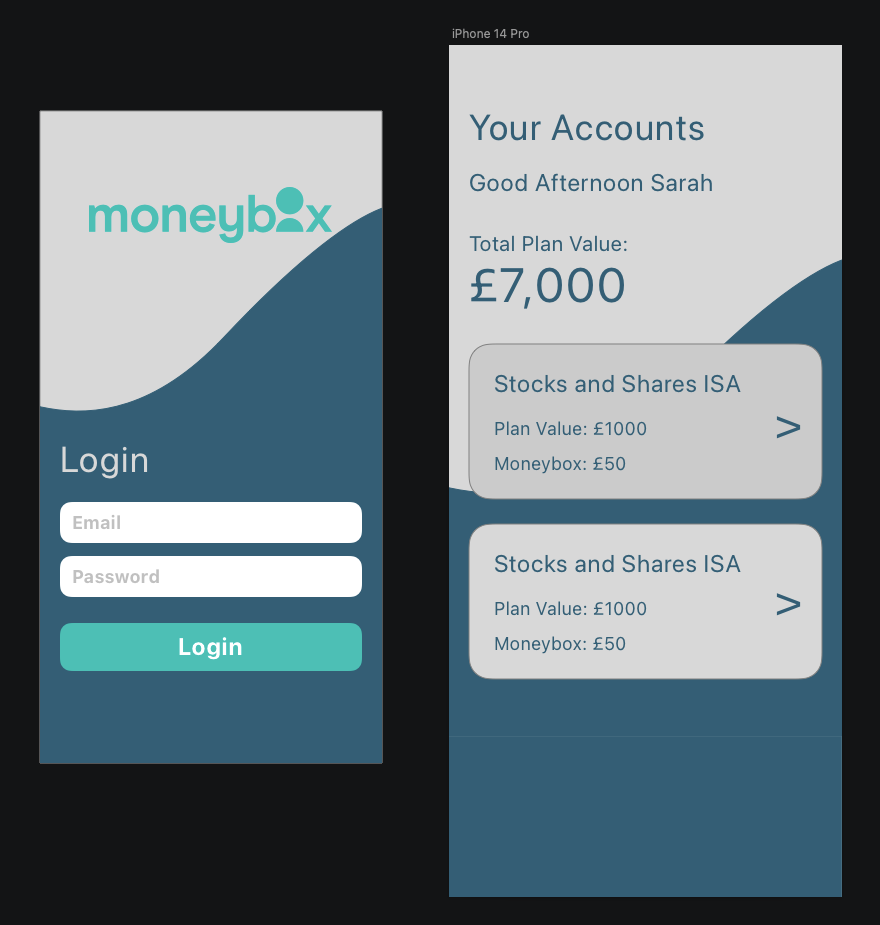 iPhone 14 Pro
moneybox
Login
Email
Password
Login
Your Accounts
Good Afternoon Sarah
Total Plan Value:
£7,000
Stocks and Shares ISA
Plan Value: £1000
Moneybox: £50
>
Stocks and Shares ISA
Plan Value: £1000
Moneybox: £50
>